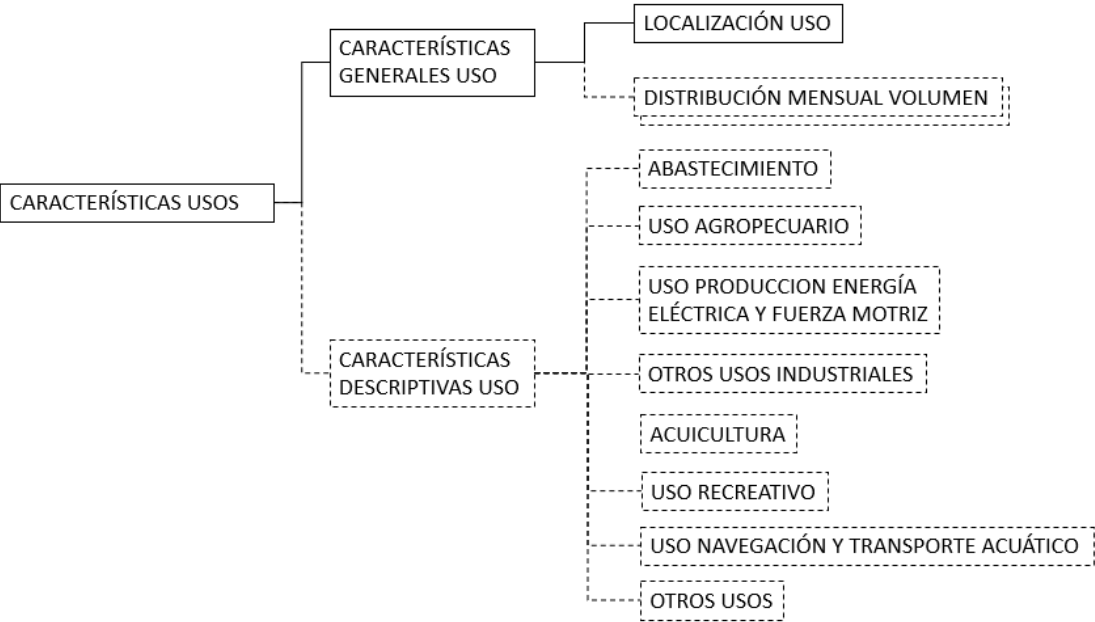 LOCALIZACIÓN USO
CARACTERÍSTICAS
GENERALES USO
DISTRIBUCIÓN MENSUAL VOLUMEN
ABASTECIMIENTO
CARACTERÍSTICAS USOS
USO AGROPECUARIO
USO PRODUCCION ENERGÍA
ELÉCTRICA Y FUERZA MOTRIZ
CARACTERÍSTICAS
DESCRIPTIVAS USO
OTROS USOS INDUSTRIALES
ACUICULTURA
USO RECREATIVO
USO NAVEGACIÓN Y TRANSPORTE ACUÁTICO
OTROS USOS